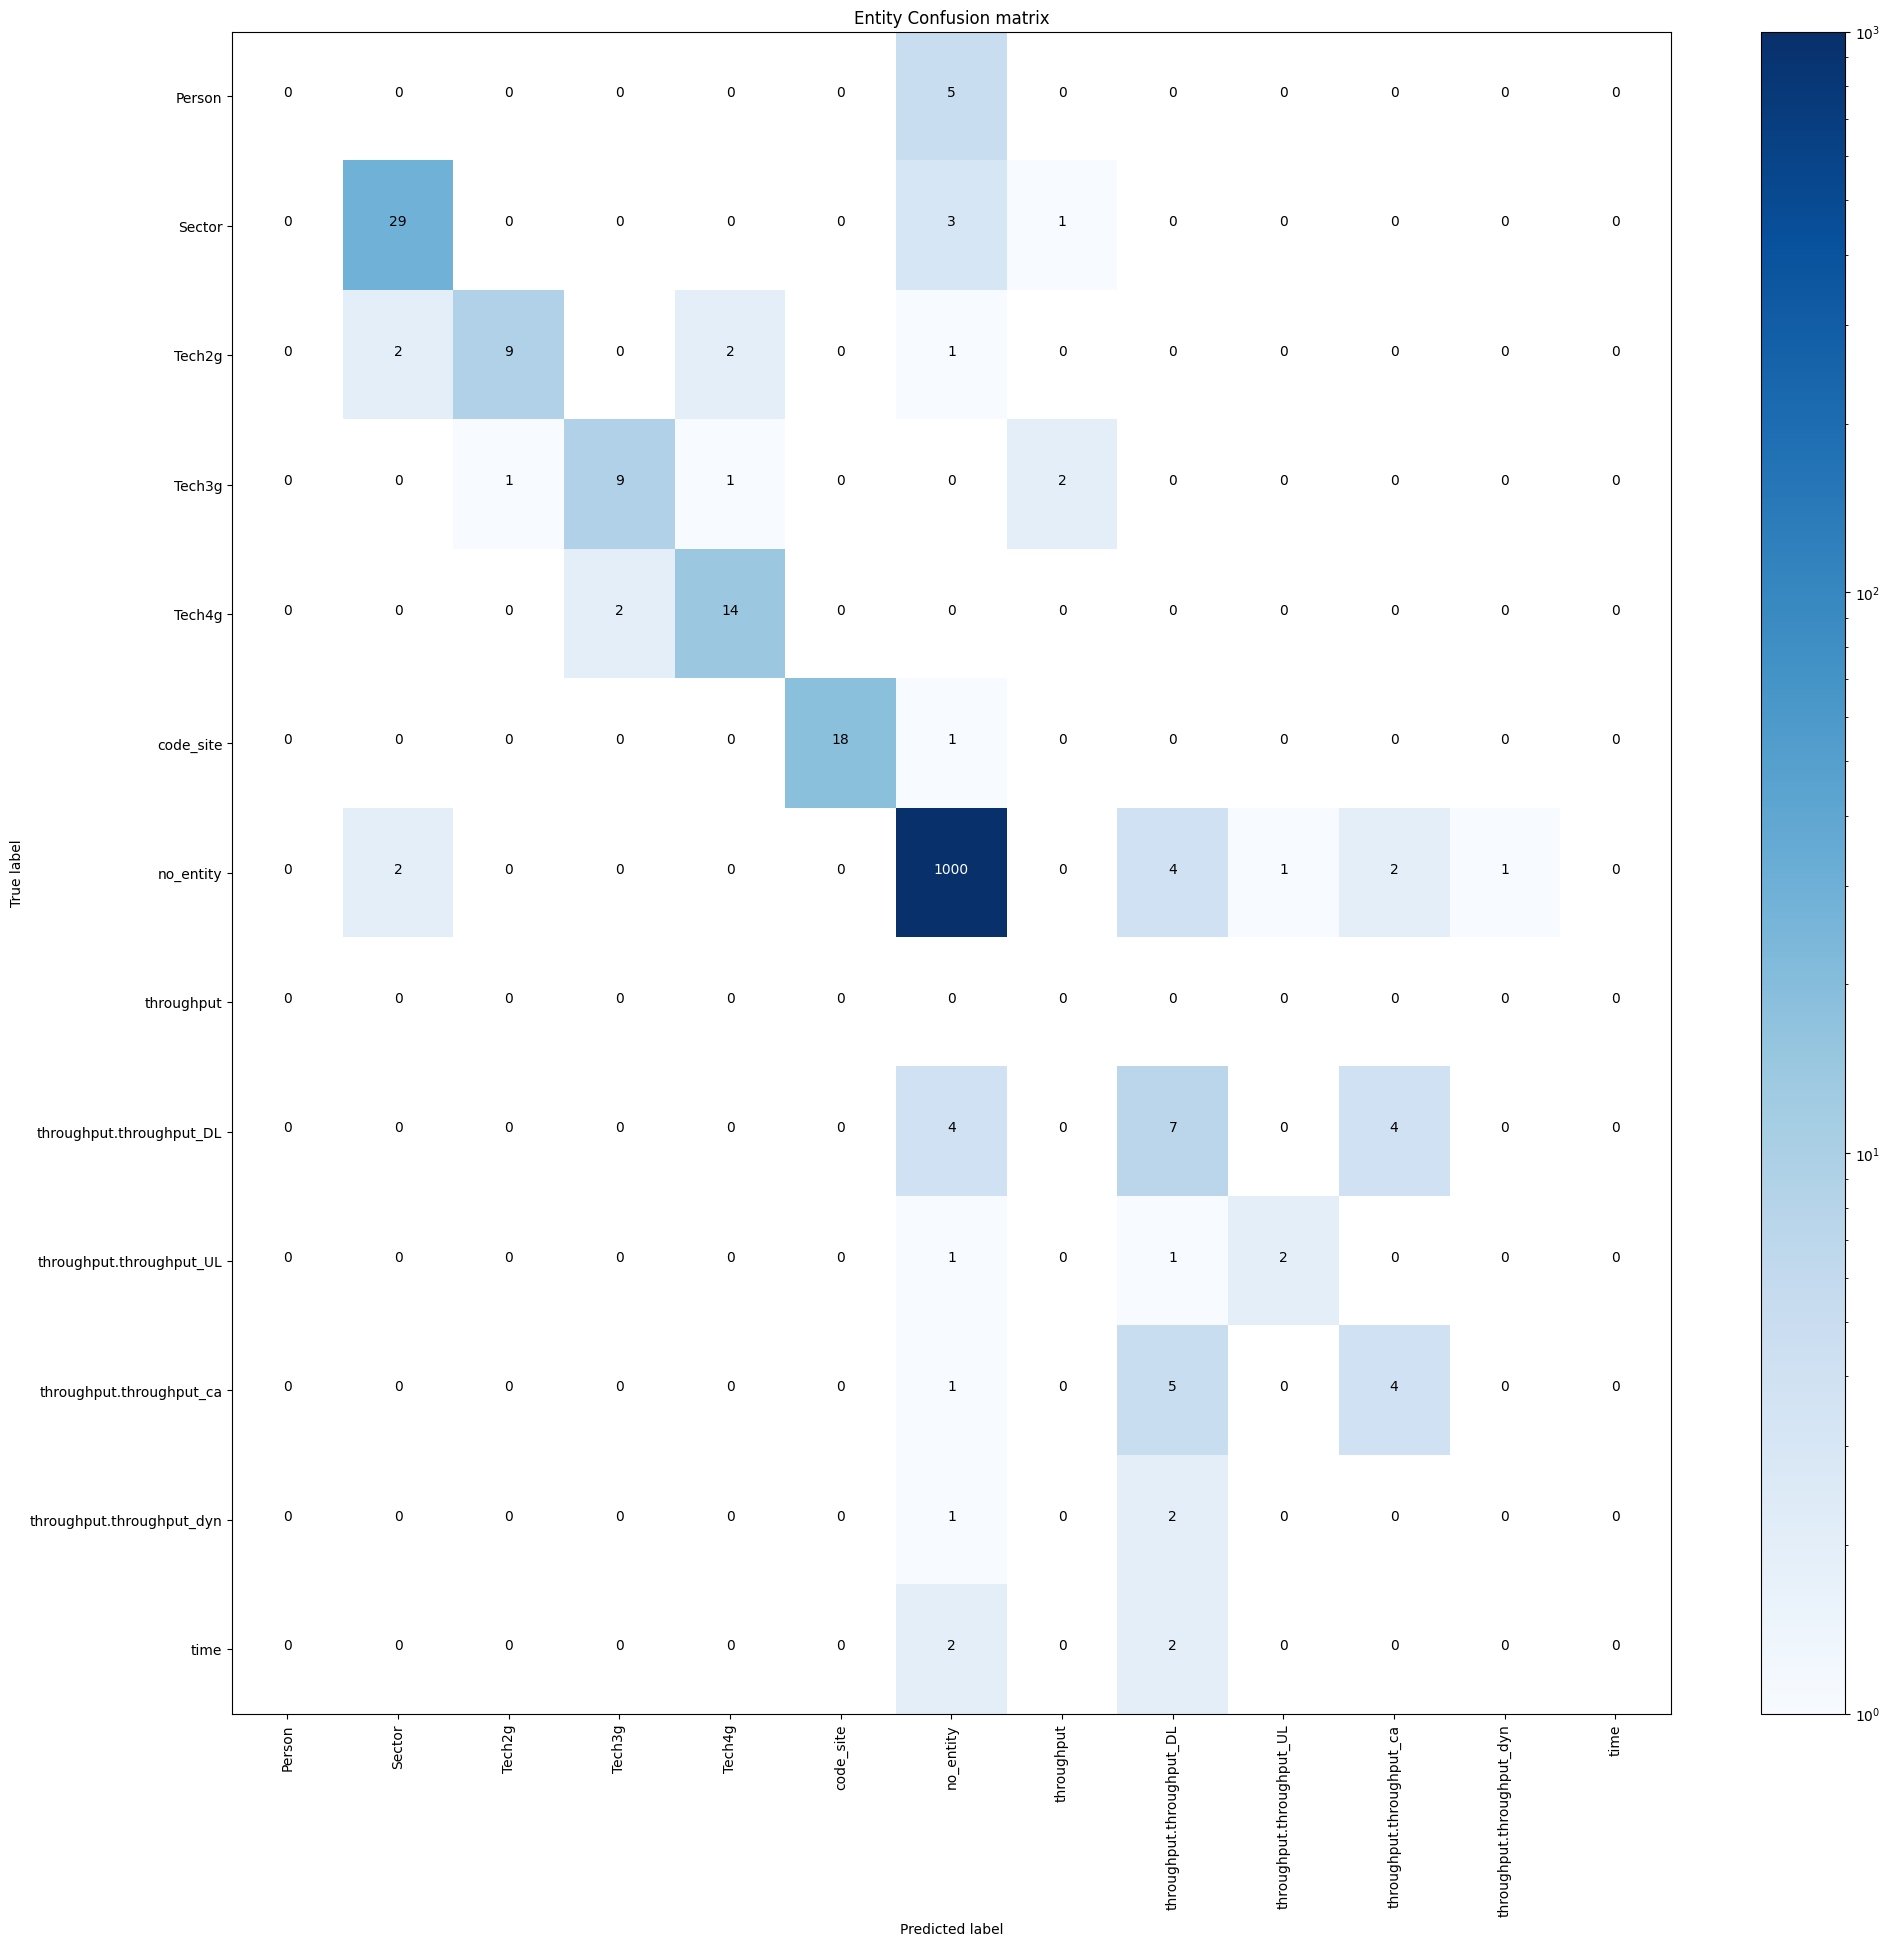 Entity Confusion matrix
Person 0 0 0 0 0 0 5 0 0 0 0 0 0
Sector 0 29 0 0 0 0 3 1 0 0 0 0 0
Tech2g 0 2 9 0 2 0 1 0 0 0 0 0 0
Tech3g 0 0 1 9 1 0 0 2 0 0 0 0 0
Tech4g 0 0 0 2 14 0 0 0 0 0 0 0 0
code_site 0 0 0 0 0 18 1 0 0 0 0 0 0
no_entity 0 2 0 0 0 0 1000 0 4 1 2 1 0
throughput 0 0 0 0 0 0 0 0 0 0 0 0 0
throughput.throughput_DL 0 0 0 0 0 0 4 0 7 0 4 0 0
throughput.throughput_UL 0 0 0 0 0 0 1 0 1 2 0 0 0
throughput.throughput_ca 0 0 0 0 0 0 1 0 5 0 4 0 0
throughput.throughput_dyn 0 0 0 0 0 0 1 0 2 0 0 0 0
time 0 0 0 0 0 0 2 0 2 0 0 0 0
True label
Person
Sector
Tech2g
Tech3g
Tech4g
code_site
no_entity
throughput
throughput.throughput_DL
throughput.throughput_UL
throughput.throughput_ca
throughput.throughput_dyn
time
Predicted label
10³
10²
10¹
10⁰